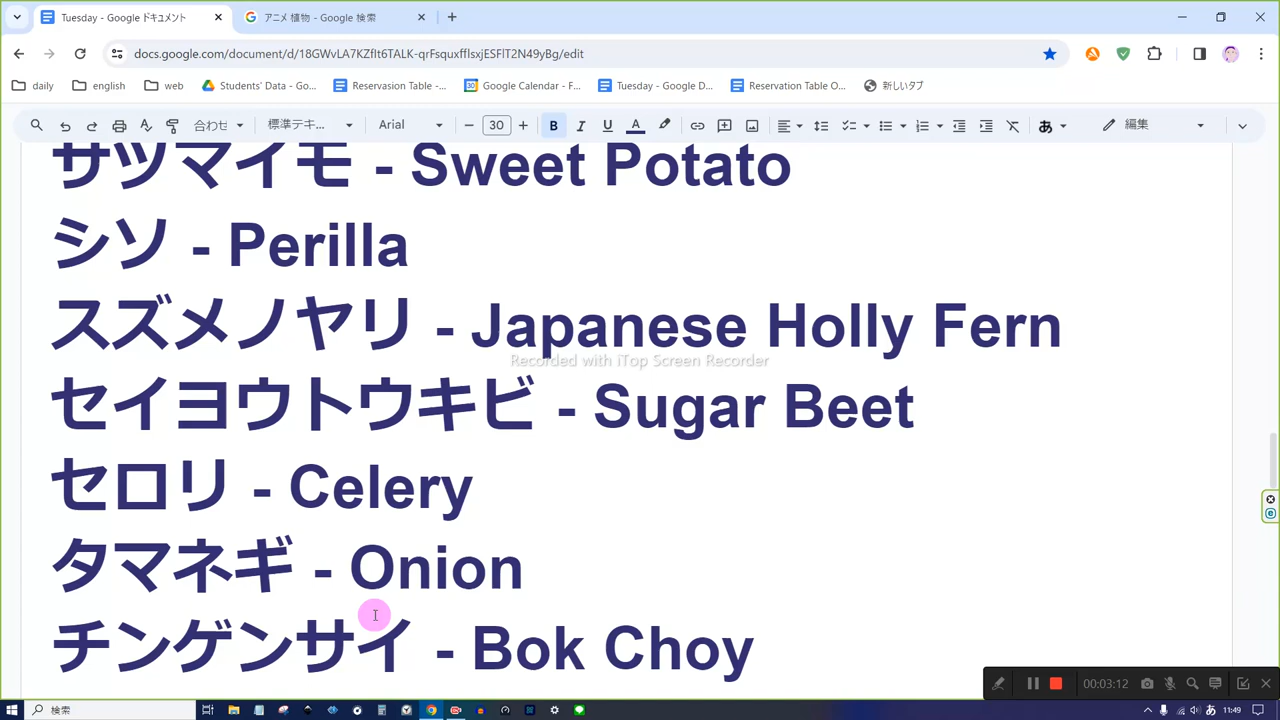 Tuesday - Google ドキュメント
アニメ 植物 - Google 検索
docs.google.com/document/d/18GWvLA7KZfIt6TALK-qrFsquxfflsxjESFlT2N49yBg/edit
daily
english
web
Students' Data - Go...
Reservasion Table -...
Google Calendar - F...
Tuesday - Google D...
Reservation Table O...
新しいタブ
合わせ
標準テキ...
Arial
30
B
I
U
A
あ
編集
サツマイモ - Sweet Potato
シソ - Perilla
スズメノヤリ - Japanese Holly Fern
Recorded with iTop Screen Recorder
セイヨウトウキビ - Sugar Beet
セロリ - Celery
タマネギ - Onion
チンゲンサイ - Bok Choy
00:03:12
検索
あ
11:49